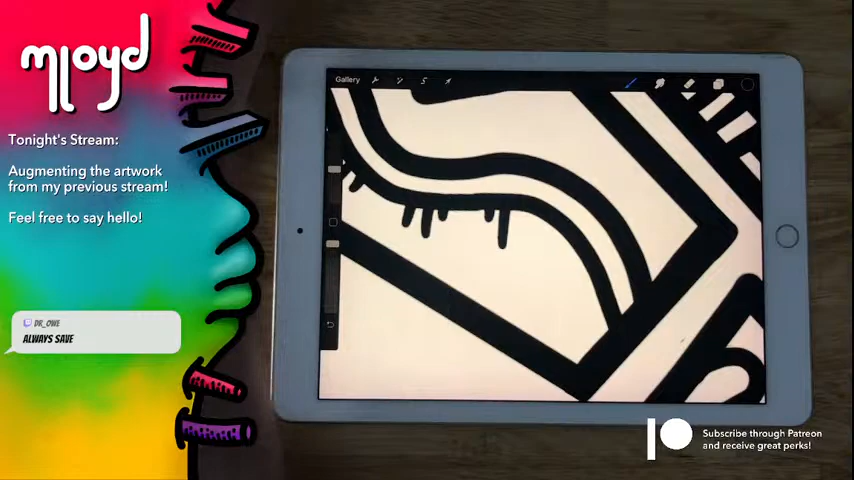 mloyd
Tonight's Stream:
Augmenting the artwork
from my previous stream!
Feel free to say hello!
DR_OWE
ALWAYS SAVE
Gallery
Subscribe through Patreon
and receive great perks!